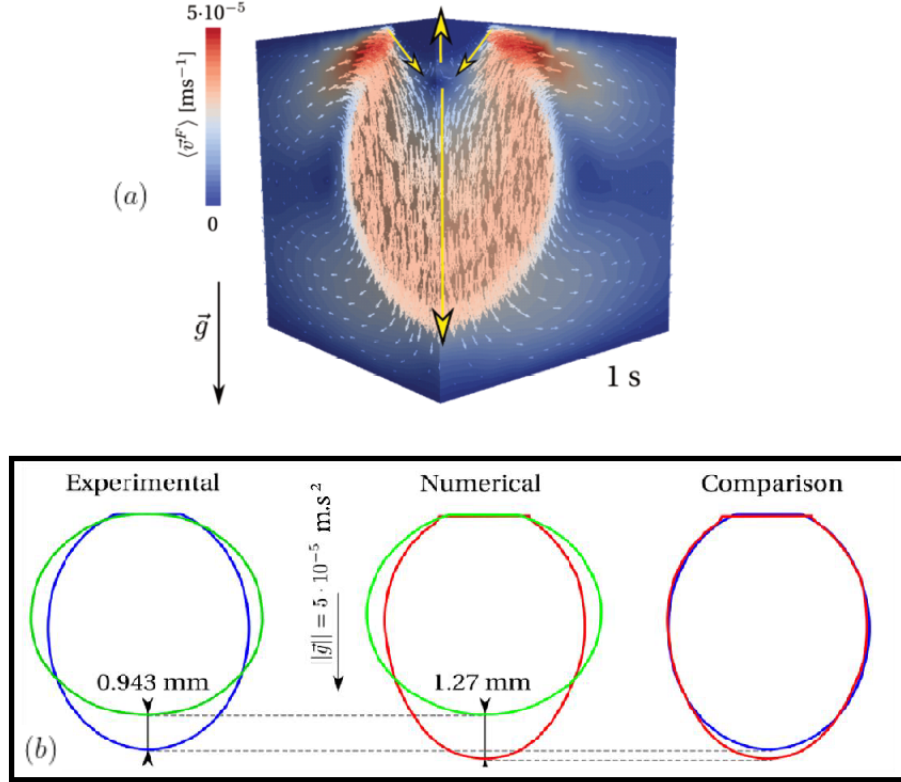 5·10⁻⁵
⟨v⃗ᶠ⟩ [ms⁻¹]
0
(a)
g⃗
1 s
Experimental
Numerical
Comparison
||g⃗|| = 5 · 10⁻⁵ m.s²
0.943 mm
1.27 mm
(b)